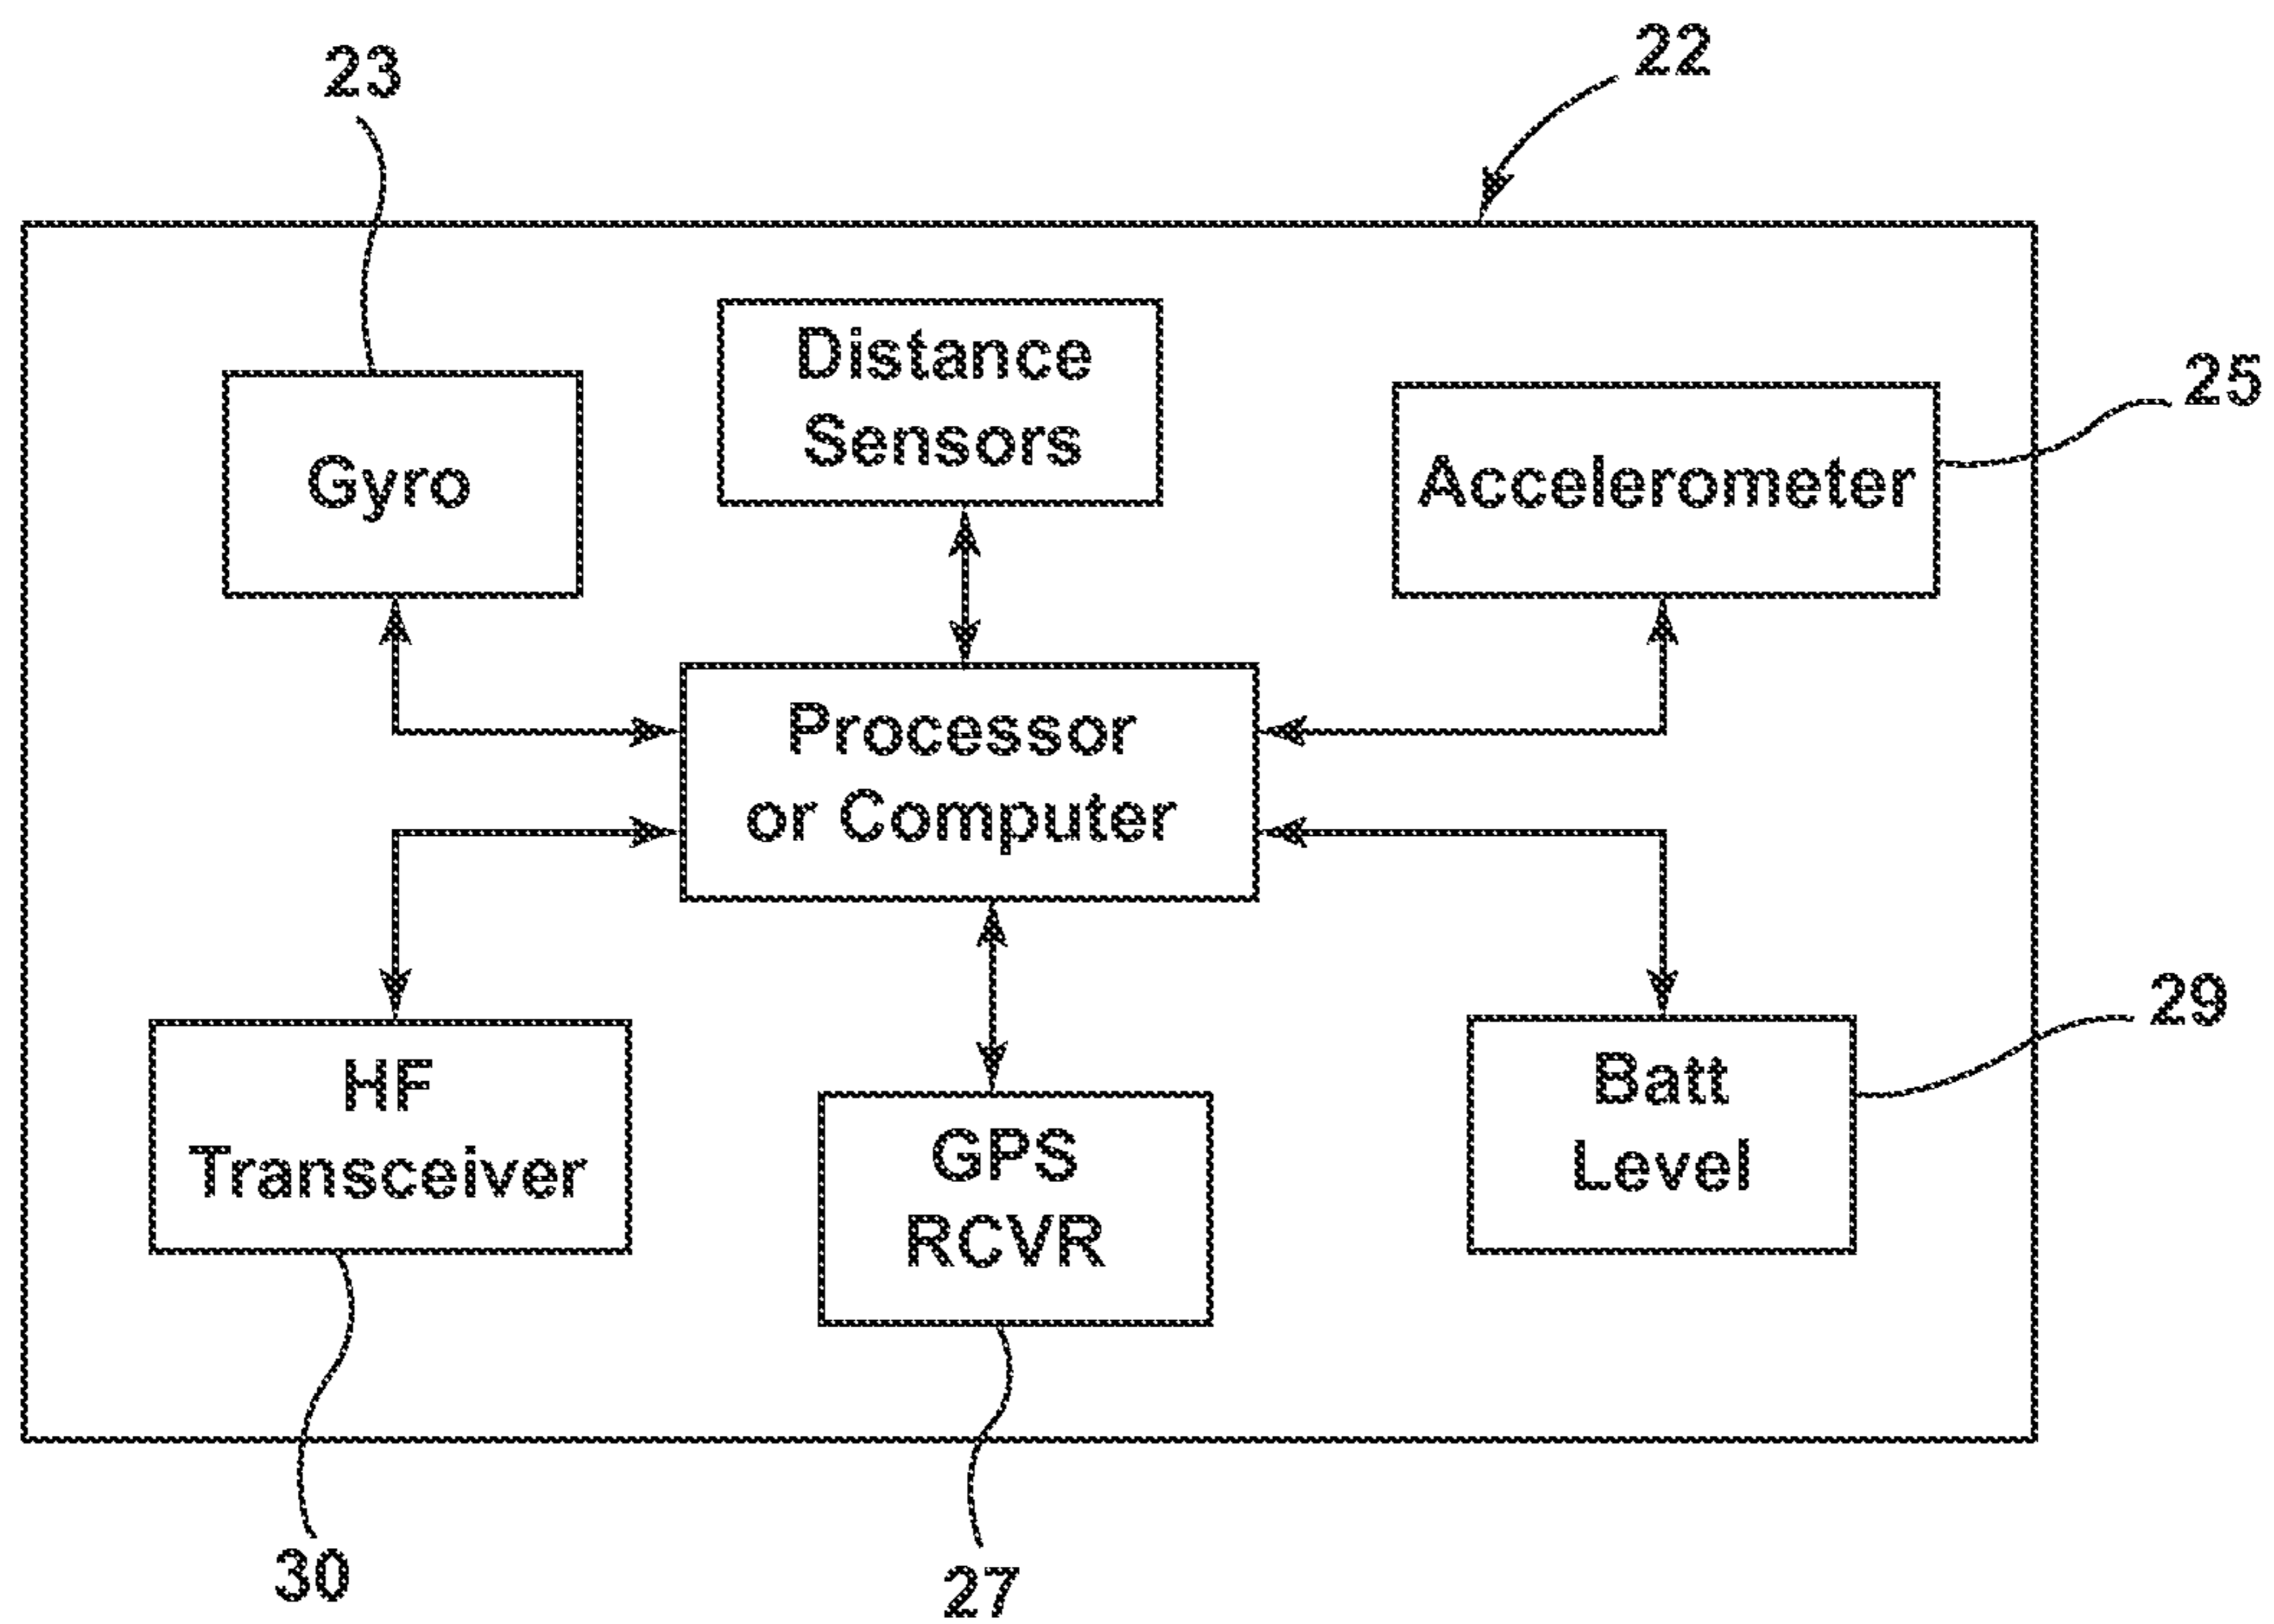 22
23
Distance
Sensors
25
Gyro
Accelerometer
Processor
or Computer
29
HF
Transceiver
GPS
RCVR
Batt
Level
30
27